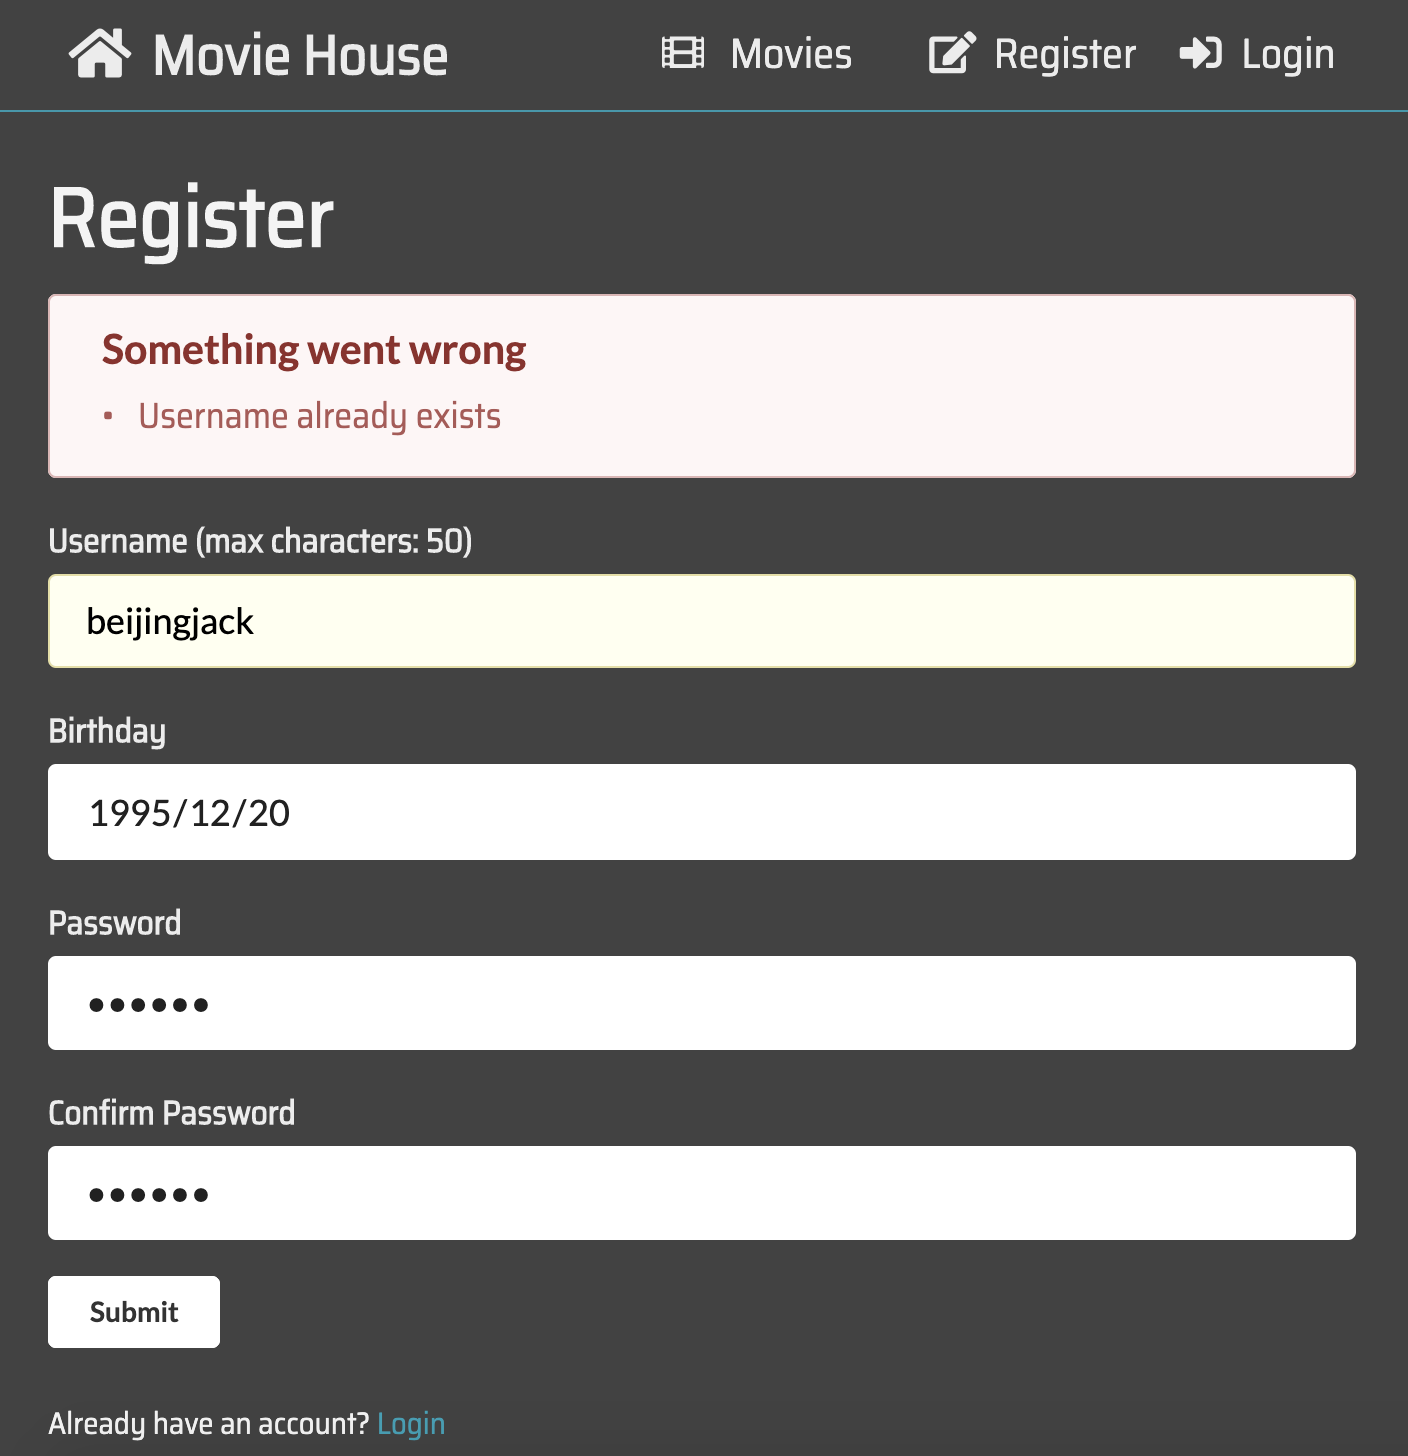 Movie House Movies Register Login
Register
Something went wrong
• Username already exists
Username (max characters: 50)
beijingjack
Birthday
1995/12/20
Password
••••••
Confirm Password
••••••
Submit
Already have an account? Login